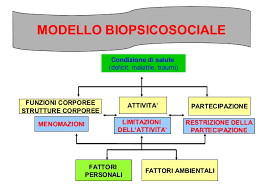 MODELLO BIOPSICOSOCIALE
Condizione di salute
(deficit, malattie, traumi)
FUNZIONI CORPOREE
STRUTTURE CORPOREE
ATTIVITA'
PARTECIPAZIONE
MENOMAZIONI
LIMITAZIONI
DELL'ATTIVITA'
RESTRIZIONE DELLA
PARTECIPAZIONE
FATTORI
PERSONALI
FATTORI AMBIENTALI